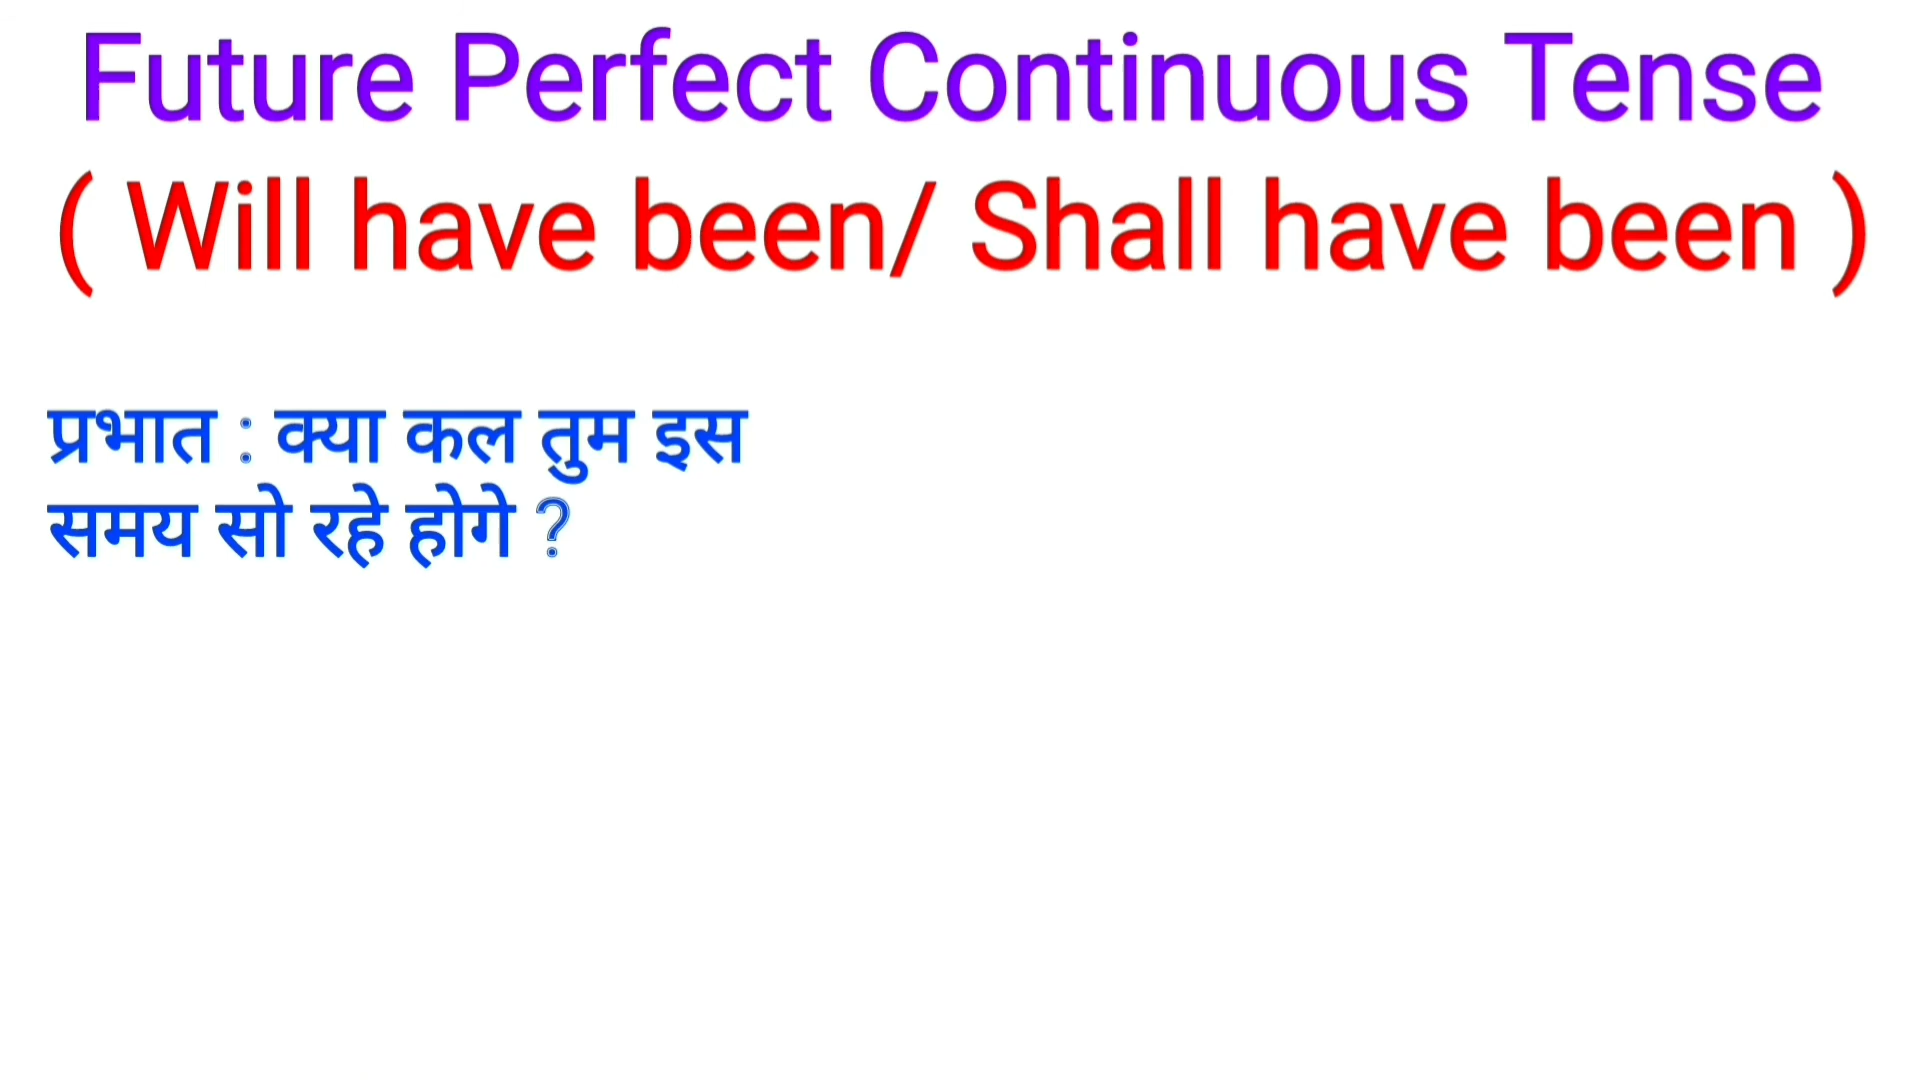 Future Perfect Continuous Tense
( Will have been/ Shall have been )
प्रभात : क्या कल तुम इस
समय सो रहे होगे ?